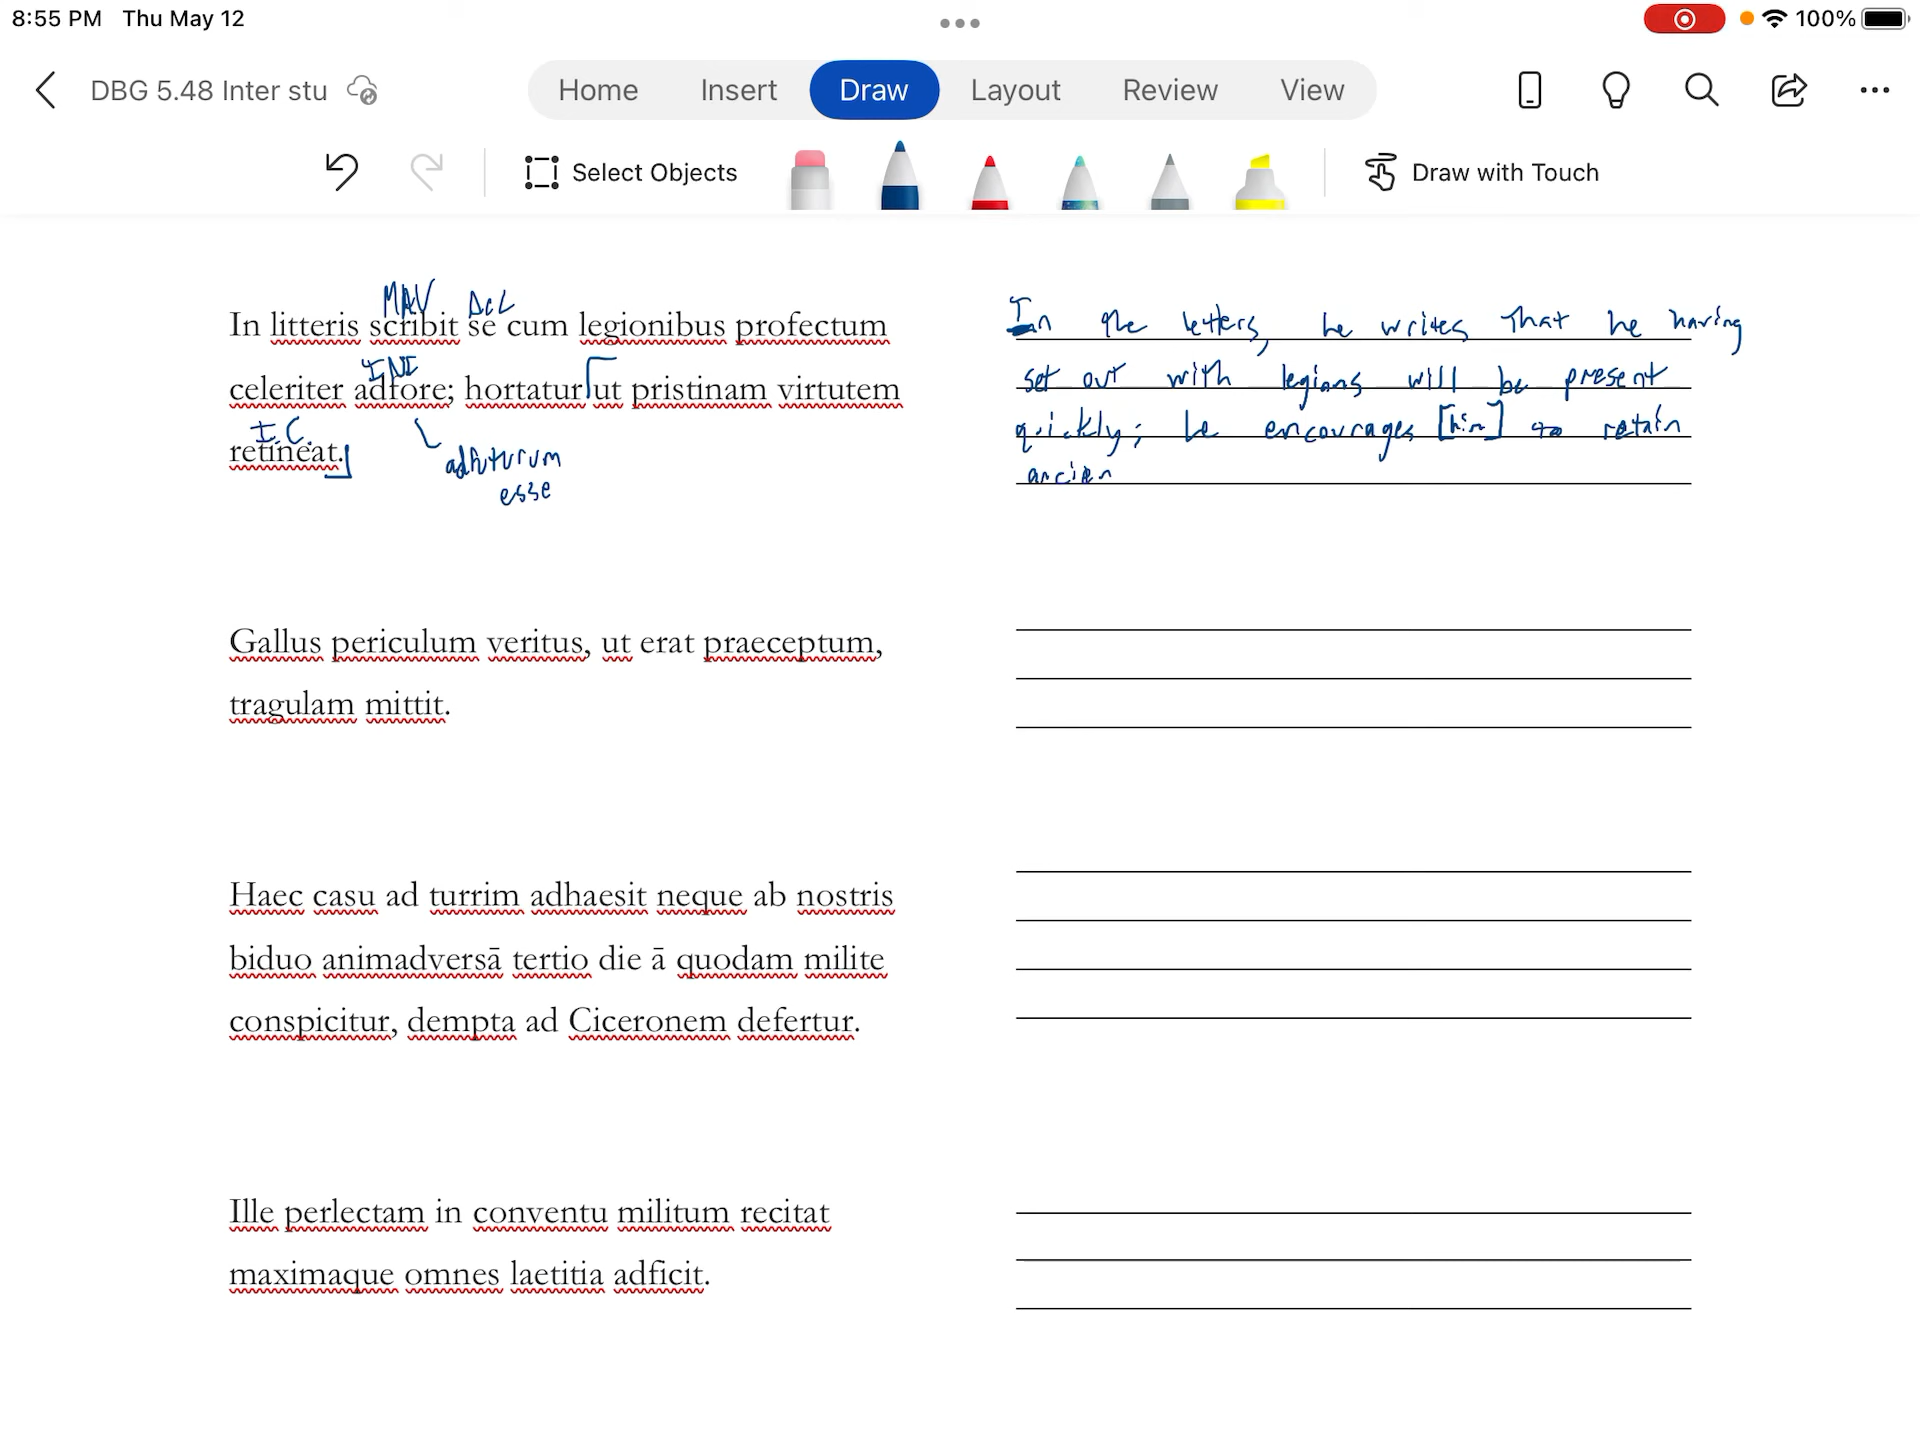 8:55 PM Thu May 12
100%
DBG 5.48 Inter stu
Home Insert Draw Layout Review View
Select Objects
Draw with Touch
MAV Acc
In litteris scribit se cum legionibus profectum
INF
celeriter adfore; hortatur ut pristinam virtutem
I.C.
retineat.
adfuturum
esse
In the letters, he writes that he having
set out with legions will be present
quickly; he encourages [him] to retain
ancien
Gallus periculum veritus, ut erat praeceptum,
tragulam mittit.
Haec casu ad turrim adhaesit neque ab nostris
biduo animadversā tertio die ā quodam milite
conspicitur, dempta ad Ciceronem defertur.
Ille perlectam in conventu militum recitat
maximaque omnes laetitia adficit.